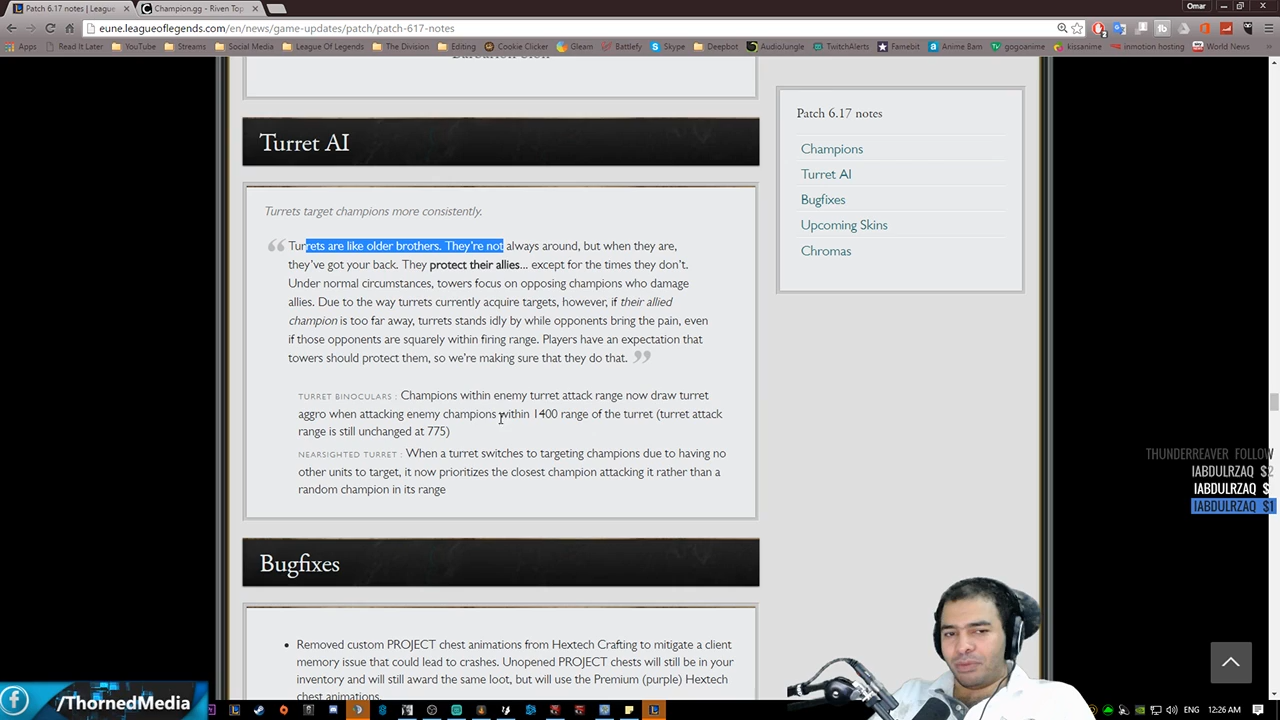 Patch 6.17 notes | League
Champion.gg - Riven Top
Omar
eune.leagueoflegends.com/en/news/game-updates/patch/patch-617-notes
Apps
Read It Later
YouTube
Streams
Social Media
League Of Legends
The Division
Editing
Cookie Clicker
Gleam
Battlefy
Skype
Deepbot
AudioJungle
TwitchAlerts
Famebit
Anime Bam
gogoanime
kissanime
inmotion hosting
World News
Turret AI
Turrets target champions more consistently.
Turrets are like older brothers. They're not always around, but when they are,
they've got your back. They protect their allies... except for the times they don't.
Under normal circumstances, towers focus on opposing champions who damage
allies. Due to the way turrets currently acquire targets, however, if their allied
champion is too far away, turrets stands idly by while opponents bring the pain, even
if those opponents are squarely within firing range. Players have an expectation that
towers should protect them, so we're making sure that they do that.
TURRET BINOCULARS : Champions within enemy turret attack range now draw turret
aggro when attacking enemy champions within 1400 range of the turret (turret attack
range is still unchanged at 775)
NEARSIGHTED TURRET : When a turret switches to targeting champions due to having no
other units to target, it now prioritizes the closest champion attacking it rather than a
random champion in its range
Bugfixes
Removed custom PROJECT chest animations from Hextech Crafting to mitigate a client
memory issue that could lead to crashes. Unopened PROJECT chests will still be in your
inventory and will still award the same loot, but will use the Premium (purple) Hextech
chest animations.
Patch 6.17 notes
Champions
Turret AI
Bugfixes
Upcoming Skins
Chromas
THUNDERREAVER FOLLOW
IABDULRZAQ $2
IABDULRZAQ $
IABDULRZAQ $1
/ThornedMedia
ENG
12:26 AM